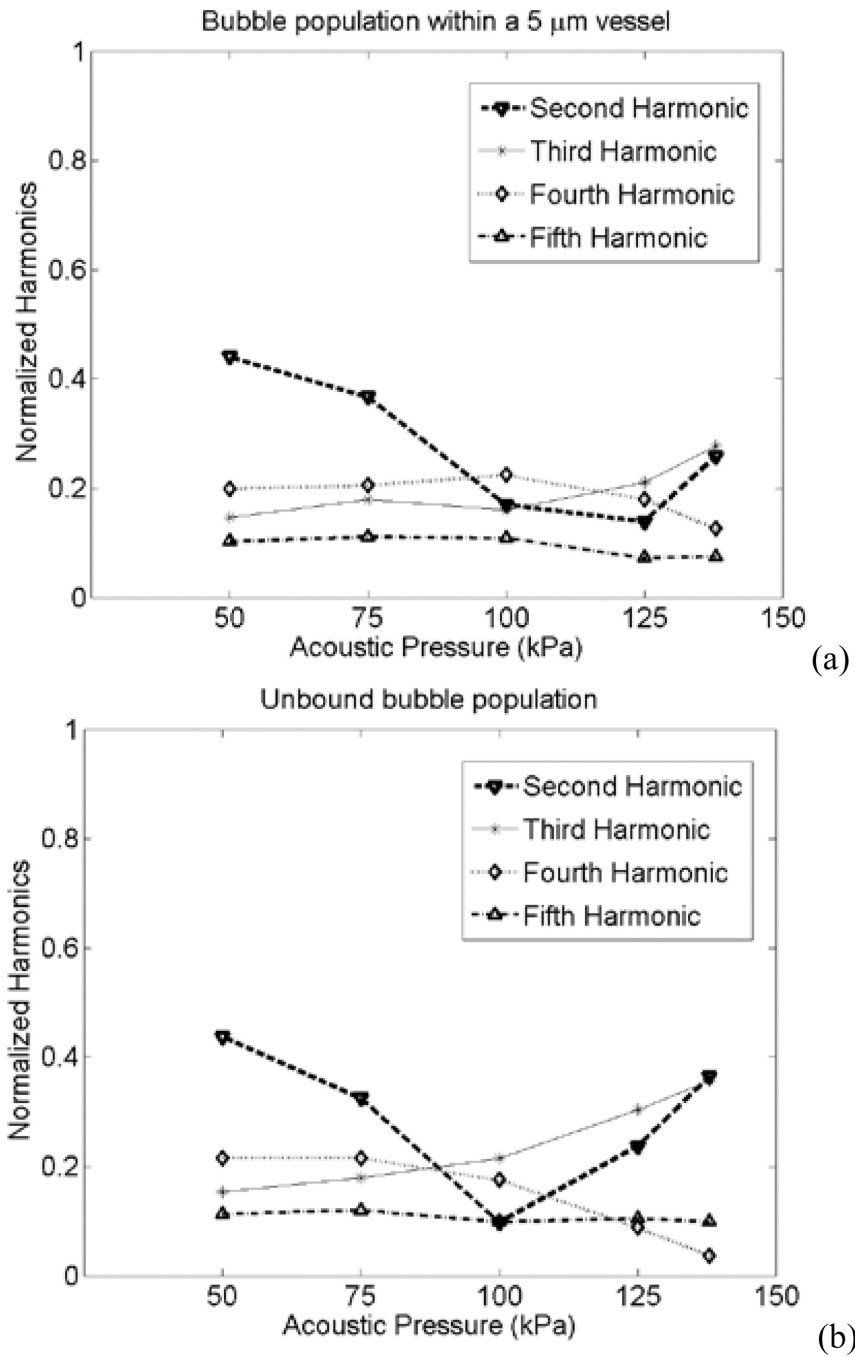 Bubble population within a 5 μm vessel
1
0.8
0.6
0.4
0.2
0
Normalized Harmonics
Second Harmonic
Third Harmonic
Fourth Harmonic
Fifth Harmonic
50 75 100 125 150
Acoustic Pressure (kPa)
(a)
Unbound bubble population
1
0.8
0.6
0.4
0.2
0
Normalized Harmonics
Second Harmonic
Third Harmonic
Fourth Harmonic
Fifth Harmonic
50 75 100 125 150
Acoustic Pressure (kPa)
(b)